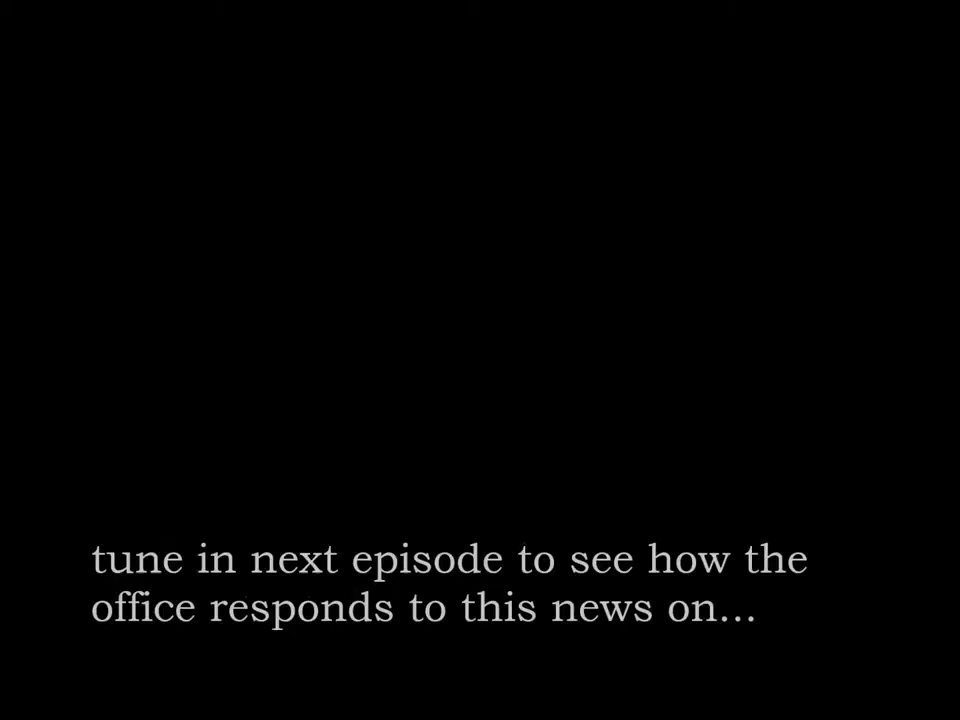 tune in next episode to see how the
office responds to this news on...